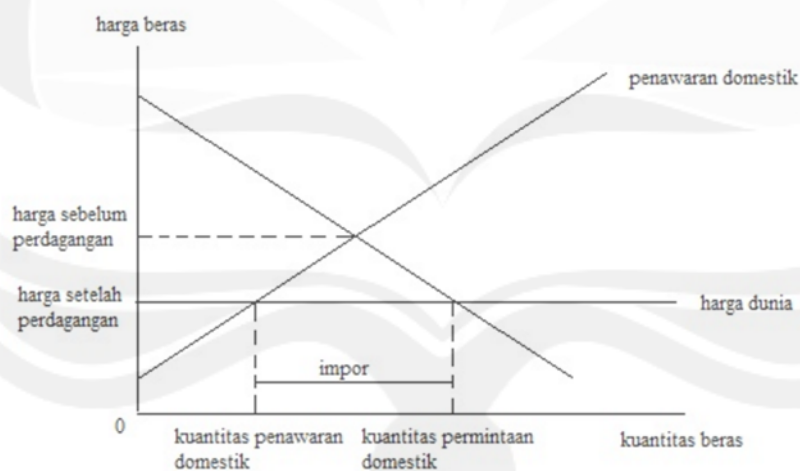 harga beras
penawaran domestik
harga sebelum
perdagangan
harga setelah
perdagangan
harga dunia
impor
0
kuantitas penawaran
domestik
kuantitas permintaan
domestik
kuantitas beras